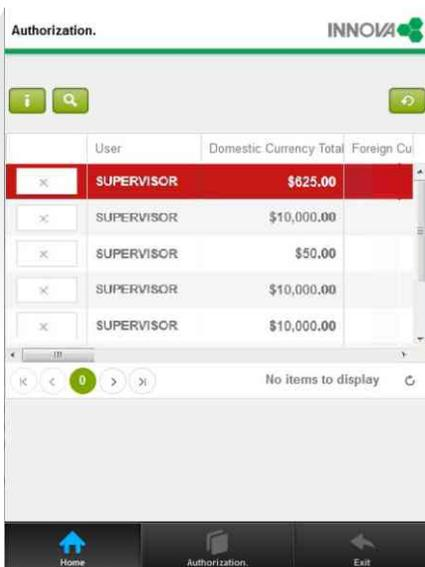 Authorization.
INNOVA
i
User Domestic Currency Total Foreign Cu
SUPERVISOR $625.00
SUPERVISOR $10,000.00
SUPERVISOR $50.00
SUPERVISOR $10,000.00
SUPERVISOR $10,000.00
0 No items to display
Home Authorization. Exit